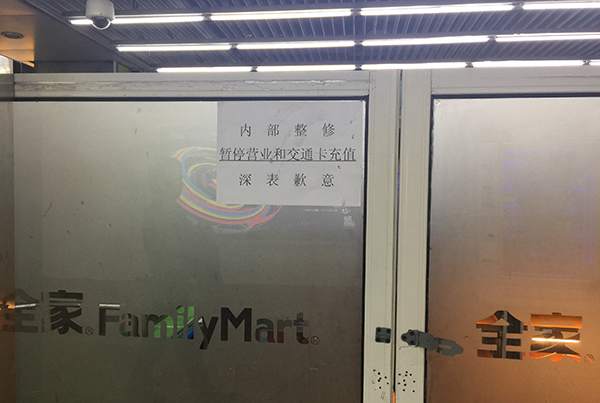 内部整修
暂停营业和交通卡充值
深表歉意
全家 FamilyMart
全家